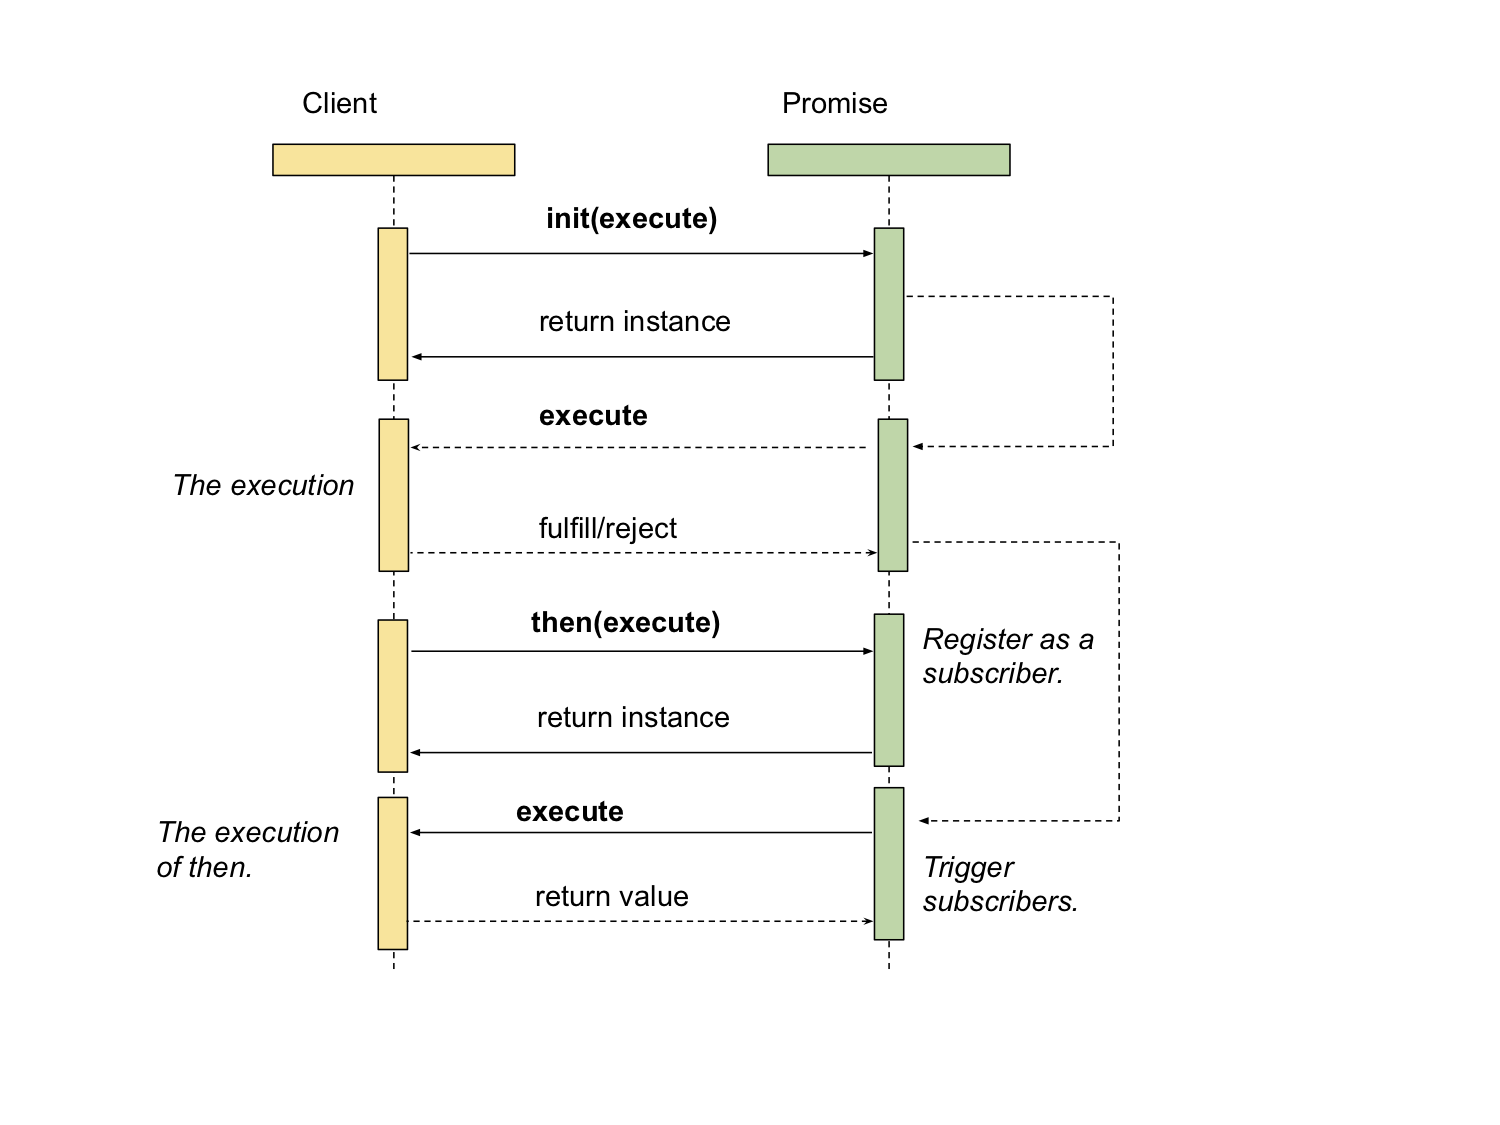 Client
Promise
init(execute)
return instance
execute
The execution
fulfill/reject
then(execute)
Register as a
subscriber.
return instance
execute
The execution
of then.
Trigger
subscribers.
return value